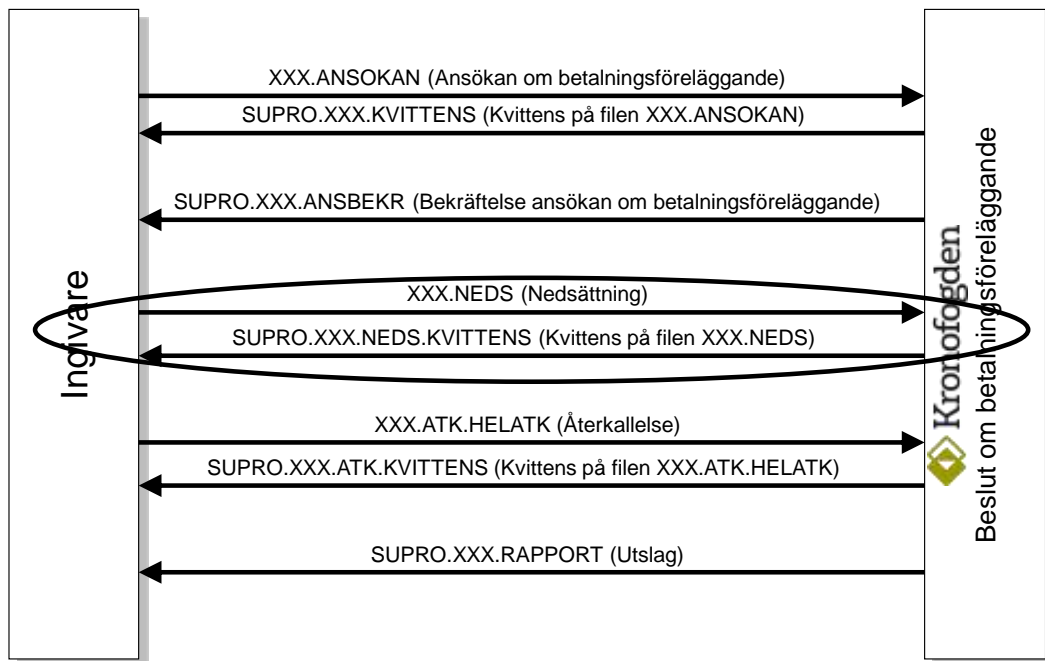 XXX.ANSOKAN (Ansökan om betalningsföreläggande)
SUPRO.XXX.KVITTENS (Kvittens på filen XXX.ANSOKAN)
SUPRO.XXX.ANSBEKR (Bekräftelse ansökan om betalningsföreläggande)
XXX.NEDS (Nedsättning)
SUPRO.XXX.NEDS.KVITTENS (Kvittens på filen XXX.NEDS)
XXX.ATK.HELATK (Återkallelse)
SUPRO.XXX.ATK.KVITTENS (Kvittens på filen XXX.ATK.HELATK)
SUPRO.XXX.RAPPORT (Utslag)
Ingivare
Kronofogden
Beslut om betalningsföreläggande